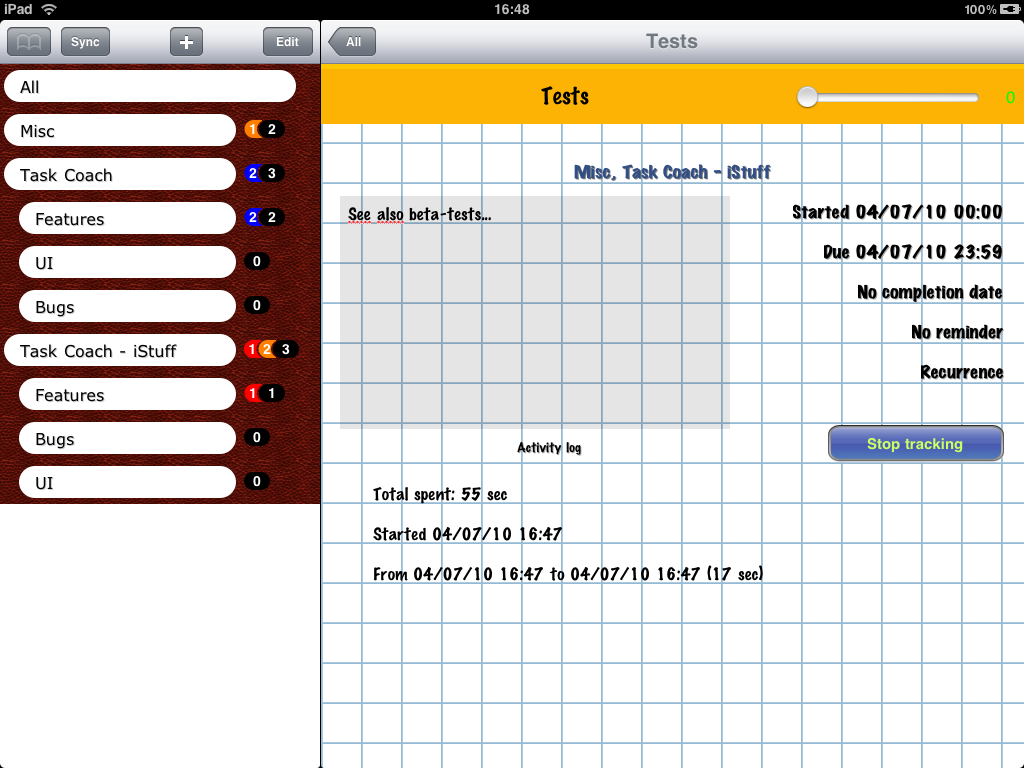 iPad 16:48 100%
Sync + Edit
All
Misc 1 2
Task Coach 2 3
Features 2 2
UI 0
Bugs 0
Task Coach - iStuff 1 2 3
Features 1 1
Bugs 0
UI 0
All Tests
Tests 0
Misc, Task Coach - iStuff
See also beta-tests...
Started 04/07/10 00:00
Due 04/07/10 23:59
No completion date
No reminder
Recurrence
Stop tracking
Activity log
Total spent: 55 sec
Started 04/07/10 16:47
From 04/07/10 16:47 to 04/07/10 16:47 (17 sec)